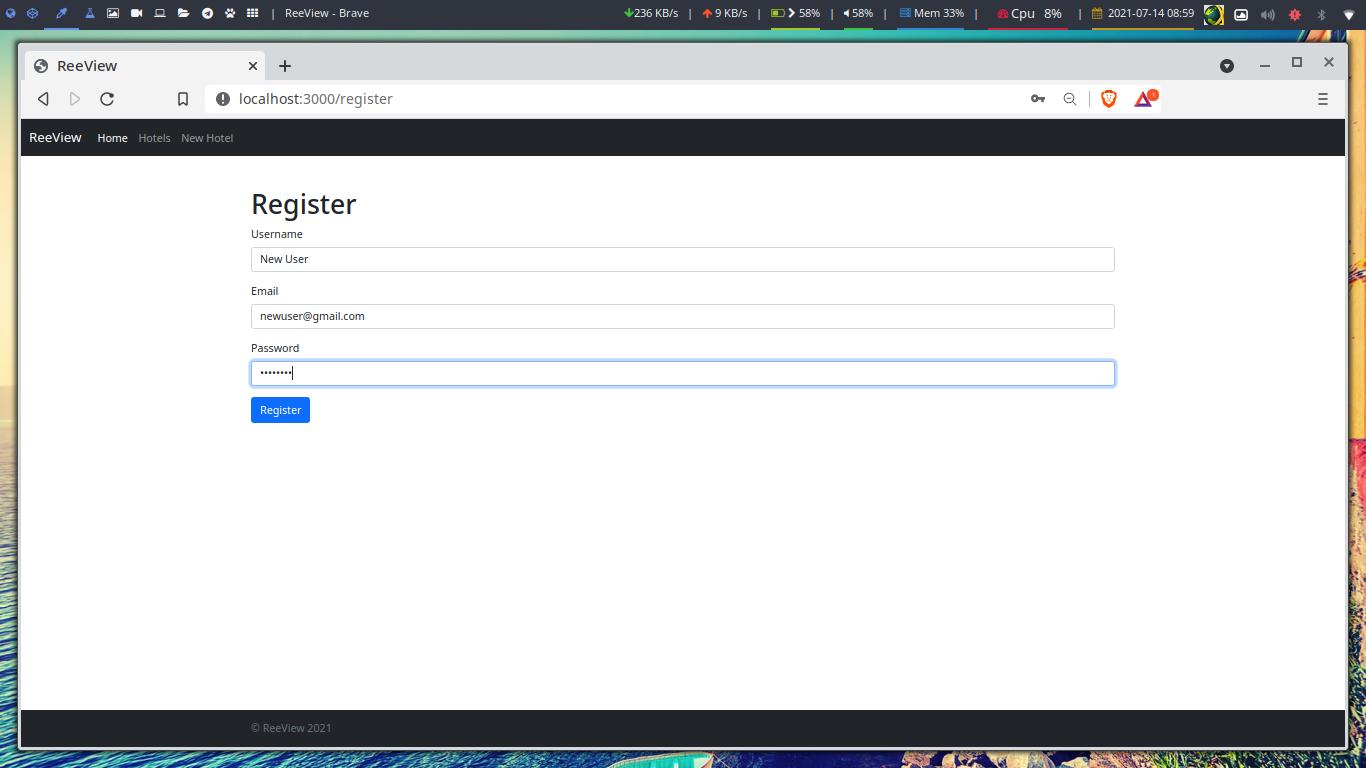 ReeView - Brave 236 KB/s | 9 KB/s | 58% | 58% | Mem 33% | Cpu 8% | 2021-07-14 08:59
ReeView
localhost:3000/register
ReeView Home Hotels New Hotel
Register
Username
New User
Email
newuser@gmail.com
Password
••••••••
Register
© ReeView 2021